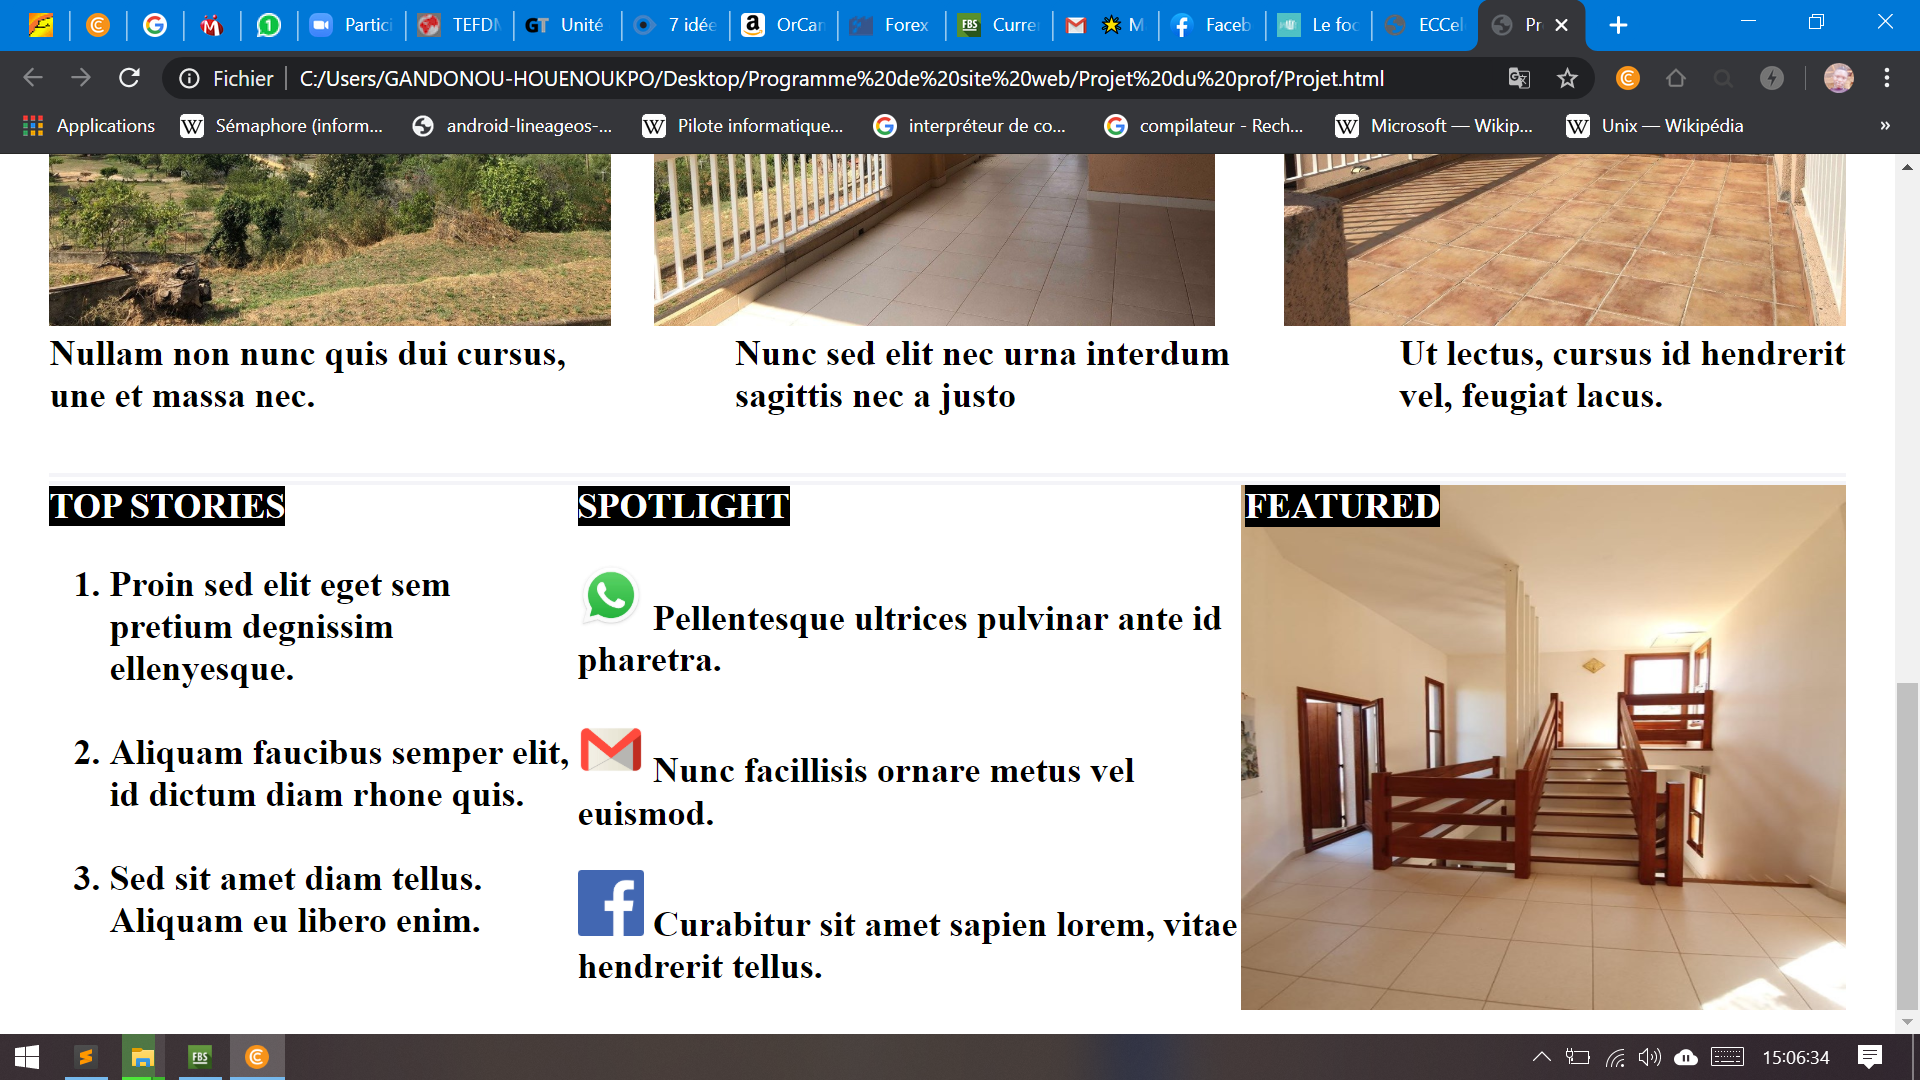 Partici
TEFDM
GT Unité
7 idée
OrCar
Forex
FBS Curre
M
Faceb
Le foc
ECCel
Pr
Fichier C:/Users/GANDONOU-HOUENOUKPO/Desktop/Programme%20de%20site%20web/Projet%20du%20prof/Projet.html
Applications
Sémaphore (inform...
android-lineageos-...
Pilote informatique...
interpréteur de co...
compilateur - Rech...
Microsoft — Wikip...
Unix — Wikipédia
»
Nullam non nunc quis dui cursus,
une et massa nec.
Nunc sed elit nec urna interdum
sagittis nec a justo
Ut lectus, cursus id hendrerit
vel, feugiat lacus.
TOP STORIES
1. Proin sed elit eget sem
pretium degnissim
ellenyesque.
2. Aliquam faucibus semper elit,
id dictum diam rhone quis.
3. Sed sit amet diam tellus.
Aliquam eu libero enim.
SPOTLIGHT
Pellentesque ultrices pulvinar ante id
pharetra.
Nunc facillisis ornare metus vel
euismod.
Curabitur sit amet sapien lorem, vitae
hendrerit tellus.
FEATURED
FBS
15:06:34